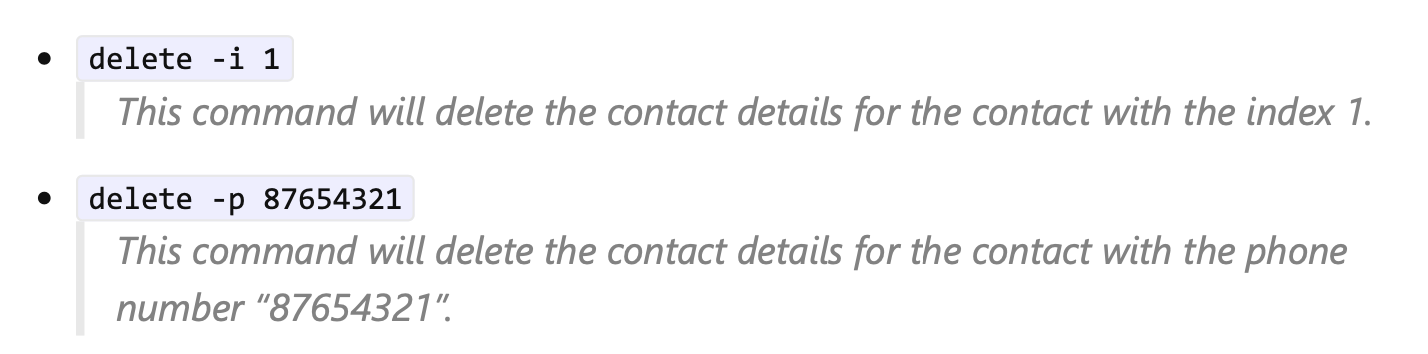 • delete -i 1
This command will delete the contact details for the contact with the index 1.
• delete -p 87654321
This command will delete the contact details for the contact with the phone
number “87654321”.